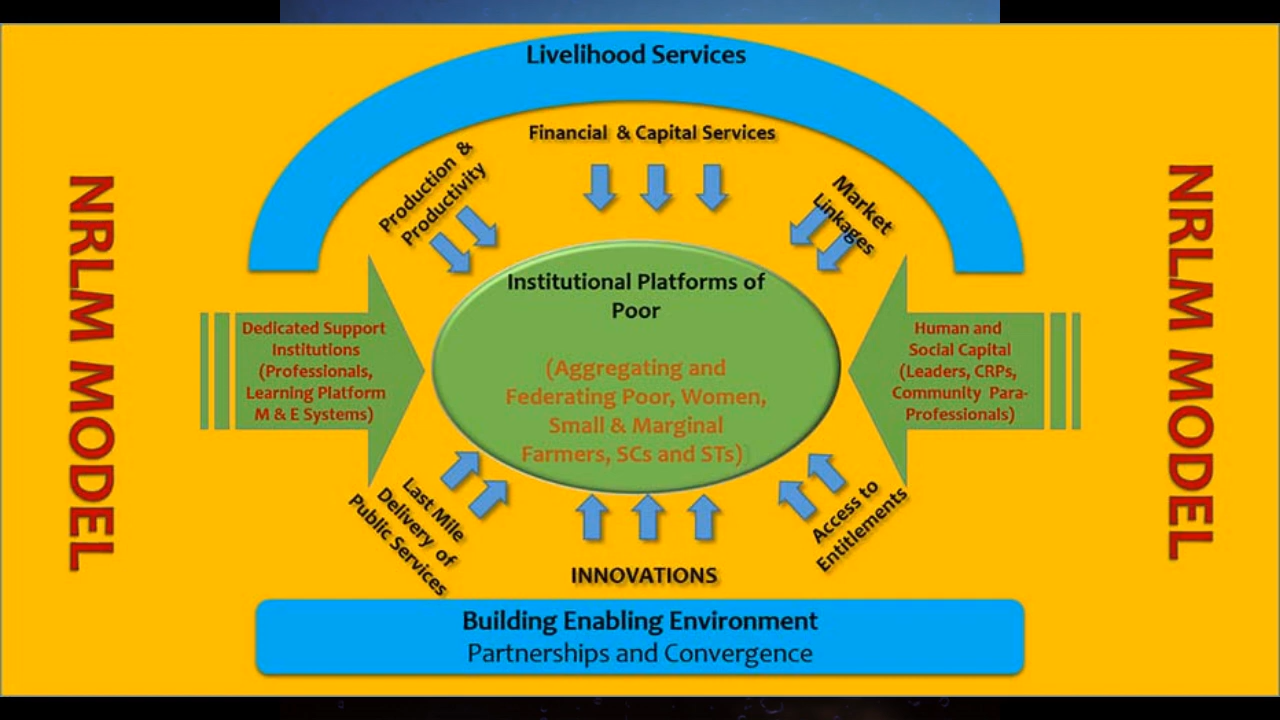 Livelihood Services
Financial & Capital Services
Production &
Productivity
Market
Linkages
NRLM MODEL
NRLM MODEL
Institutional Platforms of
Poor
(Aggregating and
Federating Poor, Women,
Small & Marginal
Farmers, SCs and STs)
Dedicated Support
Institutions
(Professionals,
Learning Platform
M & E Systems)
Human and
Social Capital
(Leaders, CRPs,
Community Para-
Professionals)
Last Mile
Delivery of
Public Services
Access to
Entitlements
INNOVATIONS
Building Enabling Environment
Partnerships and Convergence